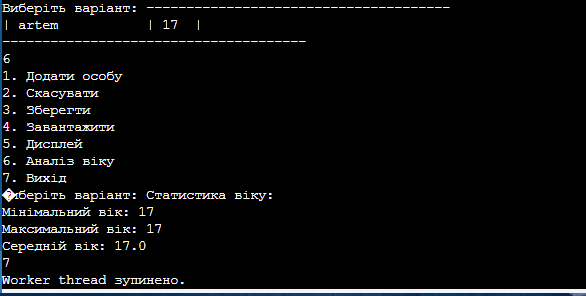 Виберіть варіант: --------------------------------------
| artem           | 17  |
--------------------------------------
6
1. Додати особу
2. Скасувати
3. Зберегти
4. Завантажити
5. Дисплей
6. Аналіз віку
7. Вихід
�иберіть варіант: Статистика віку:
Мінімальний вік: 17
Максимальний вік: 17
Середній вік: 17.0
7
Worker thread зупинено.